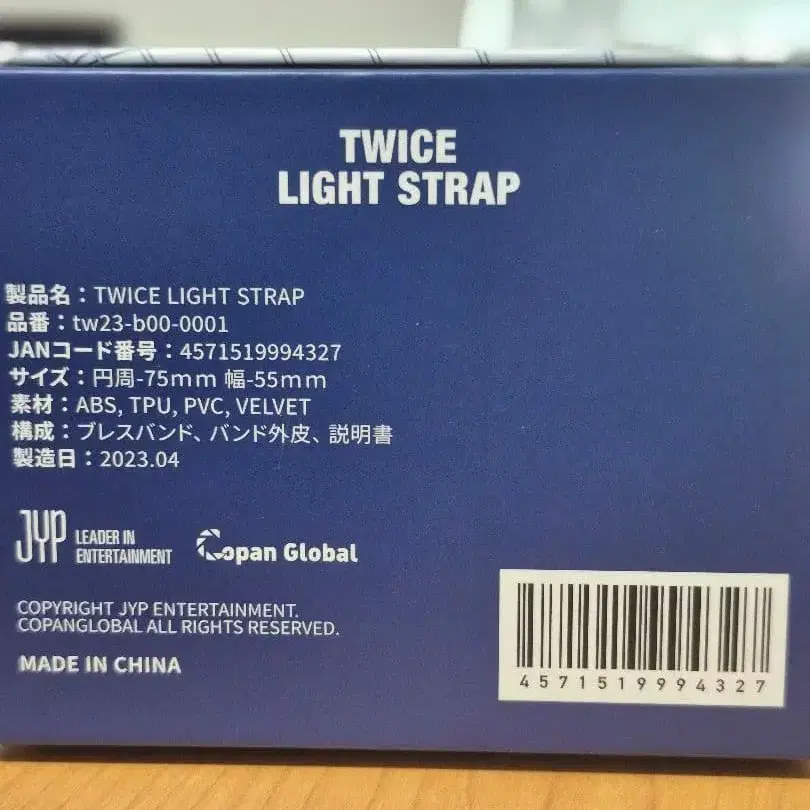 TWICE
LIGHT STRAP
製品名：TWICE LIGHT STRAP
品番：tw23-b00-0001
JANコード番号：4571519994327
サイズ：円周-75mm 幅-55mm
素材：ABS, TPU, PVC, VELVET
構成：ブレスバンド、バンド外皮、説明書
製造日：2023.04
JYP LEADER IN
ENTERTAINMENT
Copan Global
COPYRIGHT JYP ENTERTAINMENT.
COPANGLOBAL ALL RIGHTS RESERVED.
MADE IN CHINA
4571519994327